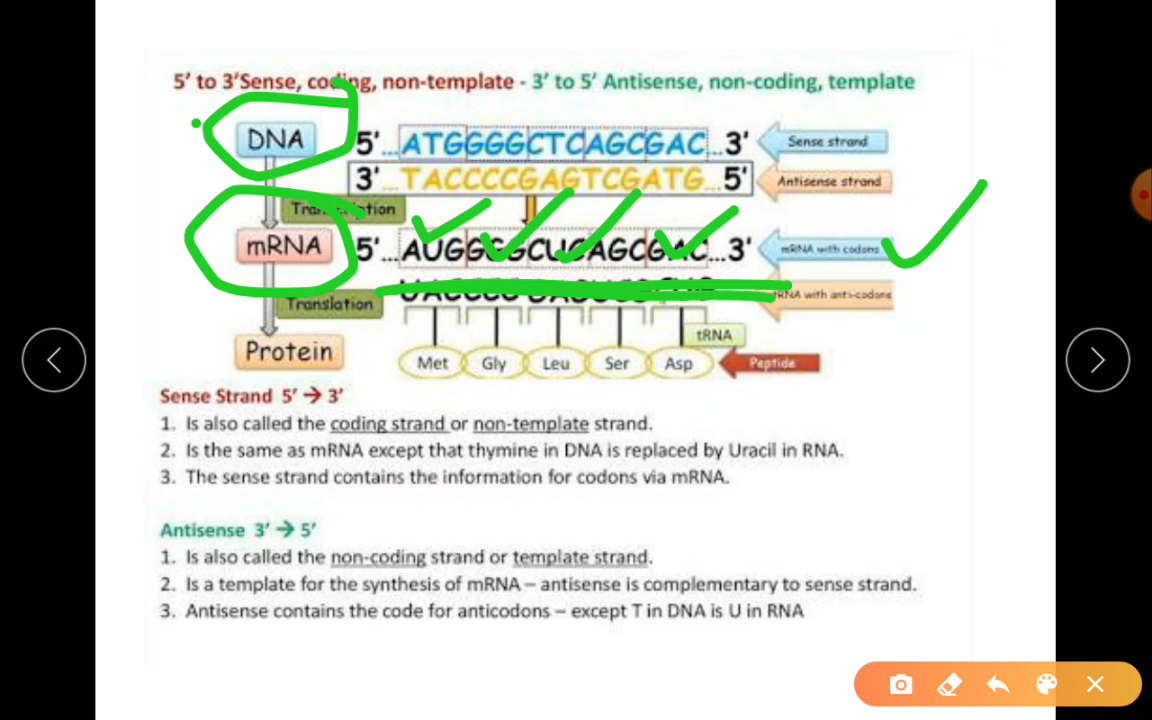 5' to 3'Sense, coding, non-template - 3' to 5' Antisense, non-coding, template
DNA 5'...ATGGGGCTCAGCGAC...3' Sense strand
3'...TACCCCGAGTCGATG...5' Antisense strand
Transcription
mRNA 5'...AUGGGGCUCAGCGAC...3' mRNA with codons
RNA with anti-codons
Translation
tRNA
Protein Met Gly Leu Ser Asp Peptide
Sense Strand 5' → 3'
1. Is also called the coding strand or non-template strand.
2. Is the same as mRNA except that thymine in DNA is replaced by Uracil in RNA.
3. The sense strand contains the information for codons via mRNA.
Antisense 3' → 5'
1. Is also called the non-coding strand or template strand.
2. Is a template for the synthesis of mRNA – antisense is complementary to sense strand.
3. Antisense contains the code for anticodons – except T in DNA is U in RNA